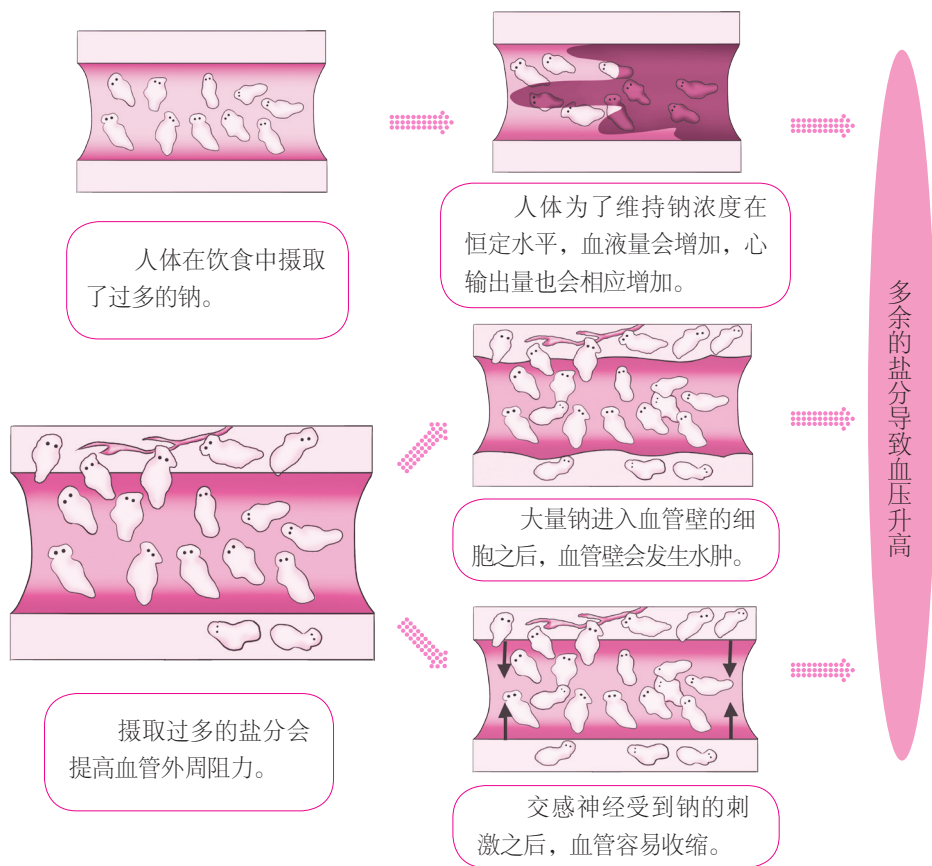 人体在饮食中摄取
了过多的钠。
人体为了维持钠浓度在
恒定水平，血液量会增加，心
输出量也会相应增加。
大量钠进入血管壁的细
胞之后，血管壁会发生水肿。
摄取过多的盐分会
提高血管外周阻力。
交感神经受到钠的刺
激之后，血管容易收缩。
多余的盐分导致血压升高